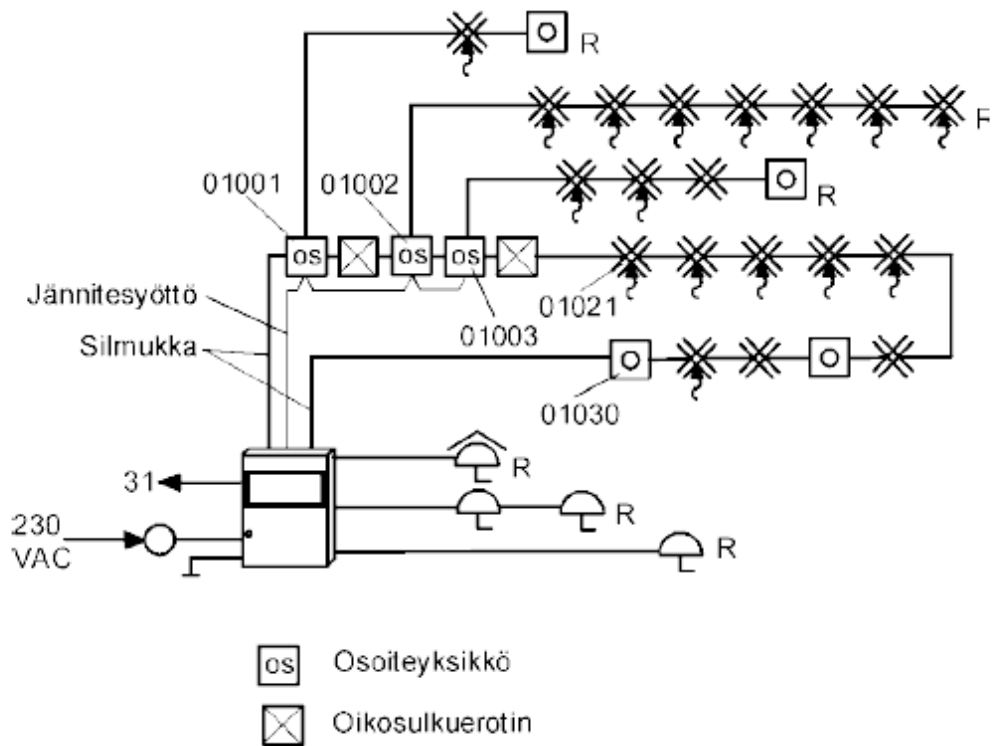 R
R
01001
01002
R
os
os
os
Jännitesyöttö
01021
01003
Silmukka
01030
R
31
R
230
VAC
R
os Osoiteyksikkö
Oikosulkuerotin